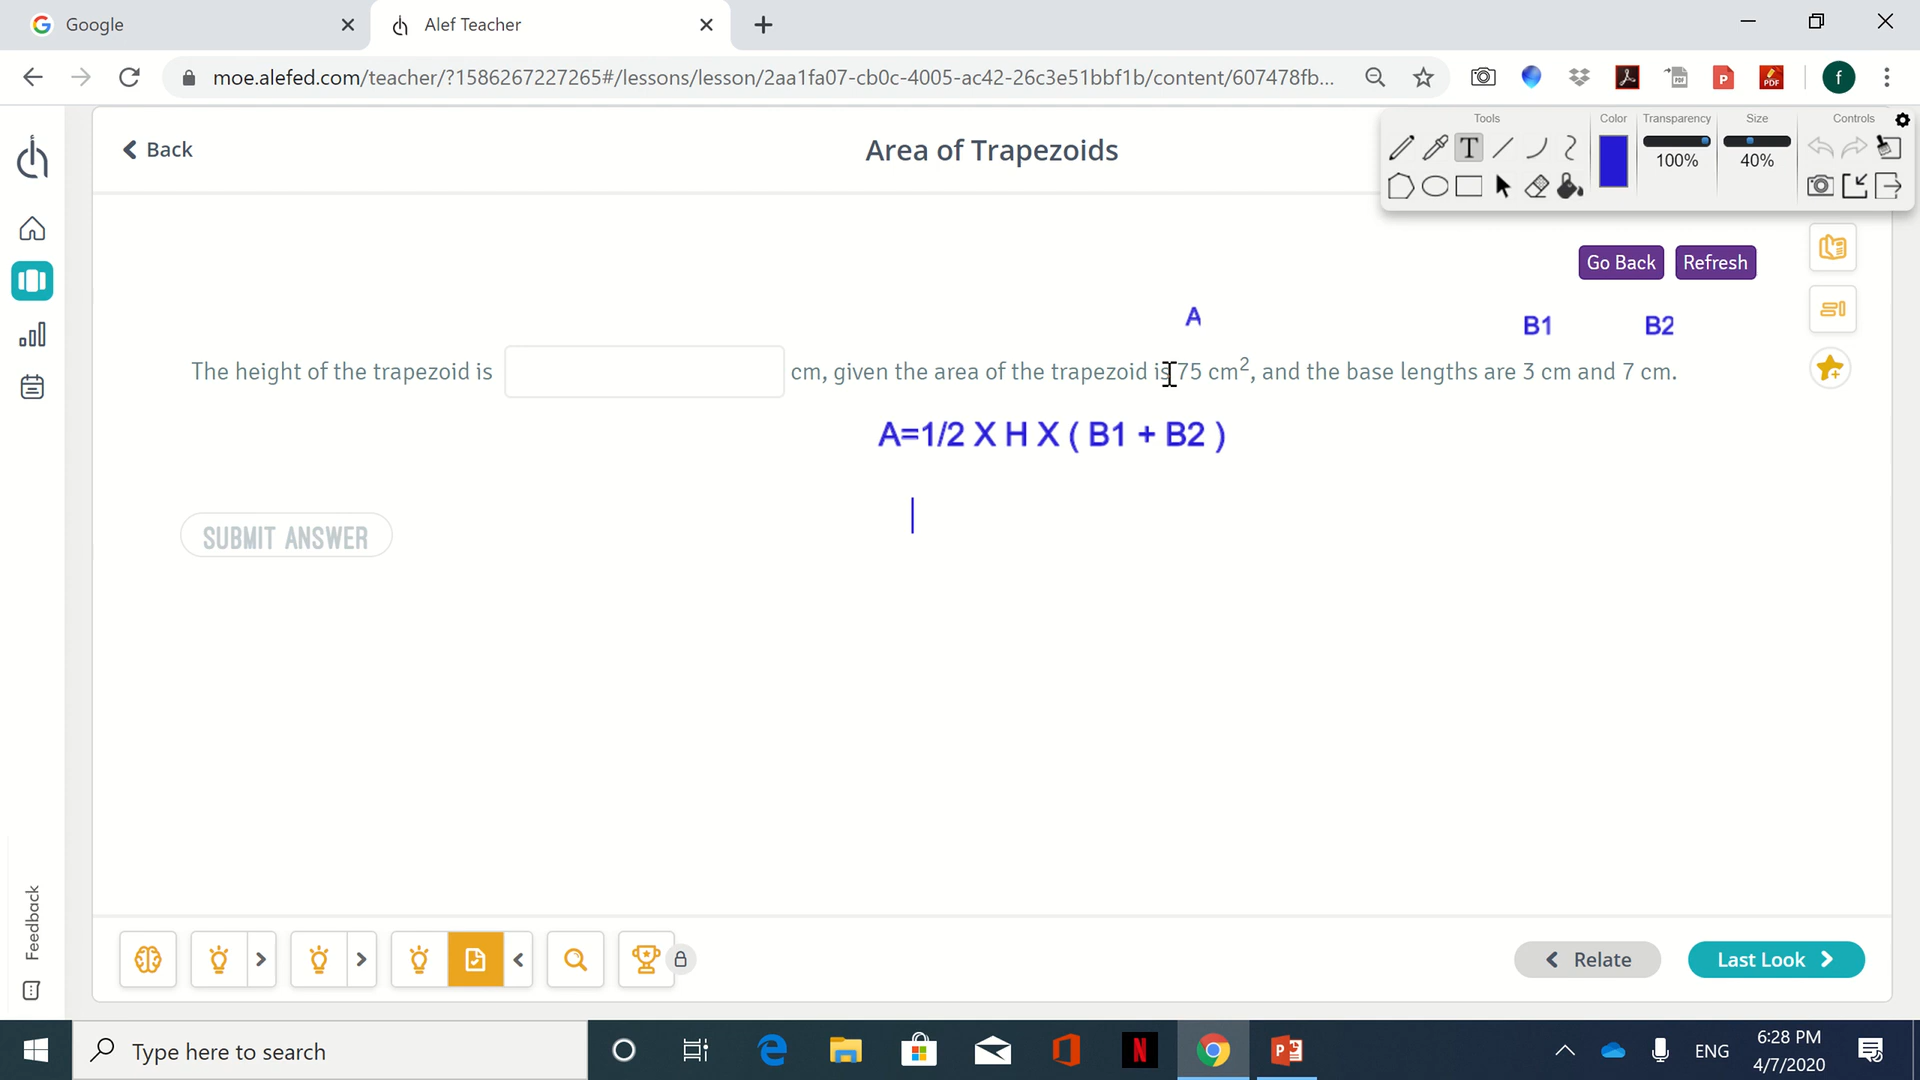 Google
Alef Teacher
moe.alefed.com/teacher/?1586267227265#/lessons/lesson/2aa1fa07-cb0c-4005-ac42-26c3e51bbf1b/content/607478fb...
f
Back
Area of Trapezoids
Tools
Color
Transparency
Size
Controls
T
100%
40%
Go Back
Refresh
A
B1
B2
The height of the trapezoid is cm, given the area of the trapezoid is 75 cm², and the base lengths are 3 cm and 7 cm.
A=1/2 X H X ( B1 + B2 )
SUBMIT ANSWER
Feedback
Relate
Last Look
Type here to search
ENG
6:28 PM
4/7/2020